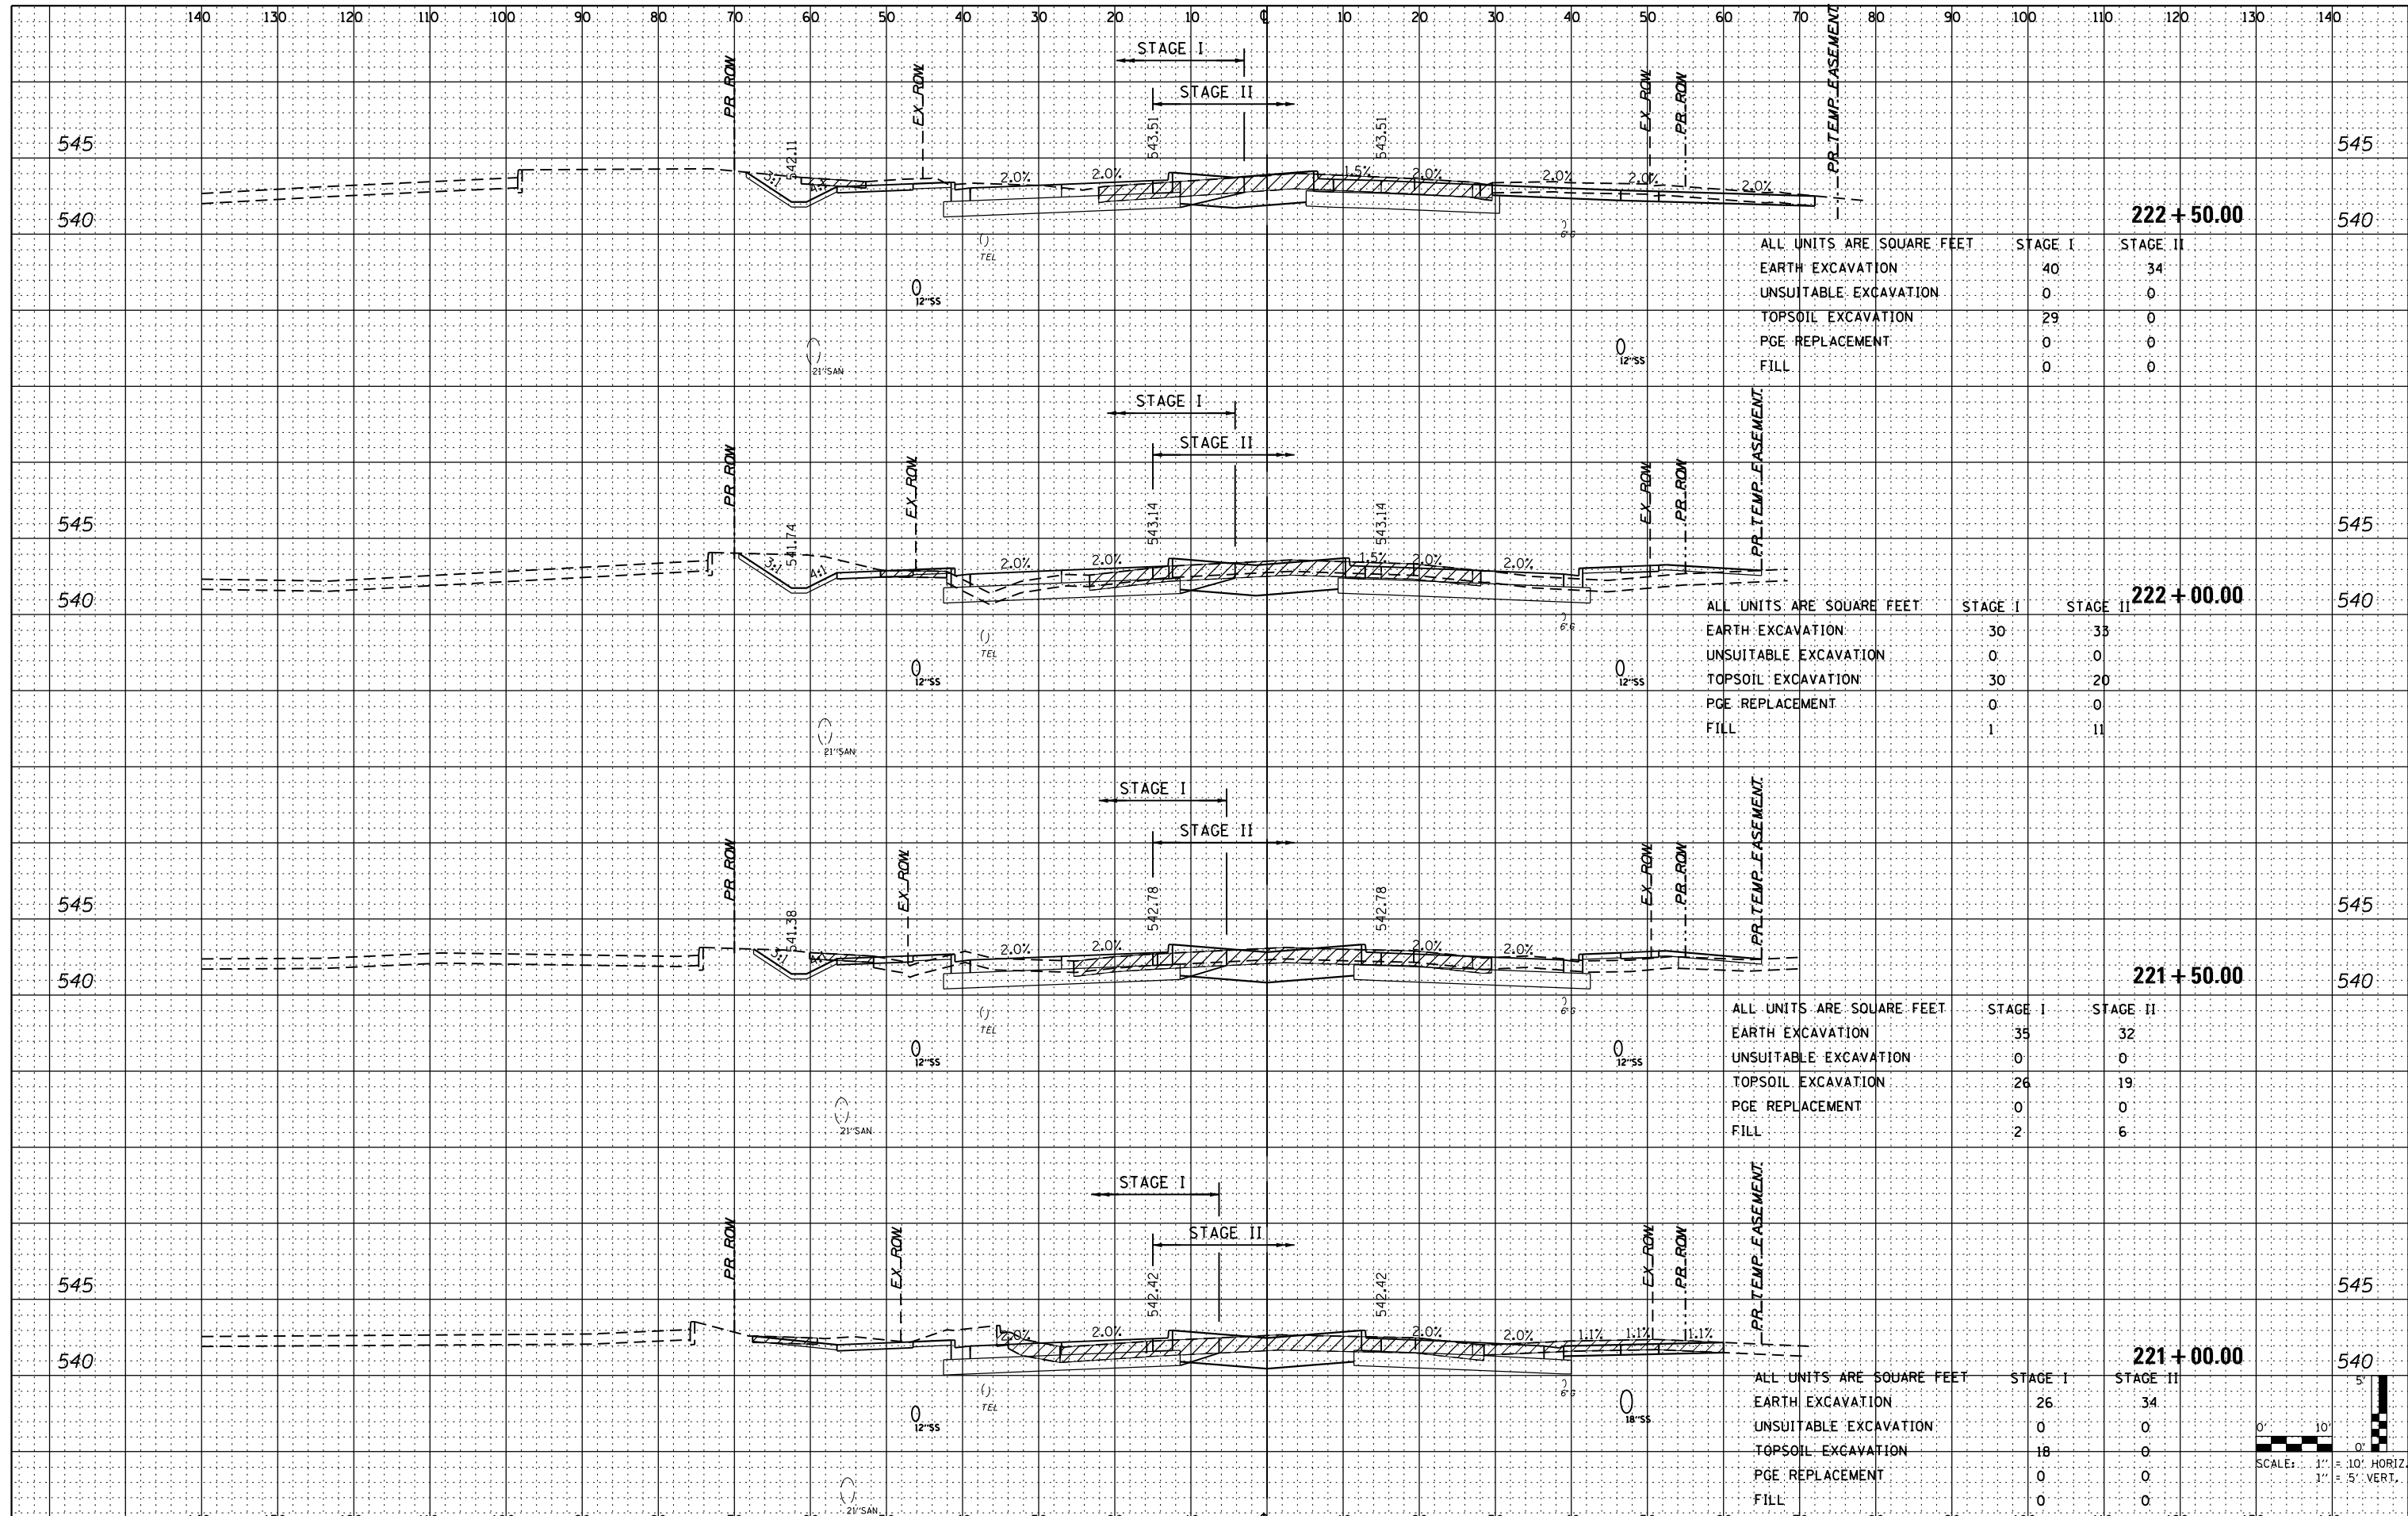 140 130 120 110 100 90 80 70 60 50 40 30 20 10 ℄ 10 20 30 40 50 60 70 80 90 100 110 120 130 140
STAGE I
STAGE II
PR ROW
EX ROW
EX ROW
PR ROW
PR TEMP EASEMENT
542.11
543.51
543.51
545
545
3:1
2.0% 2.0% 1.5% 2.0% 2.0% 2.0% 2.0%
540
540
222 + 50.00
TEL
6"G
12"SS
12"SS
21"SAN
ALL UNITS ARE SQUARE FEET STAGE I STAGE II
EARTH EXCAVATION 40 34
UNSUITABLE EXCAVATION 0 0
TOPSOIL EXCAVATION 29 0
PGE REPLACEMENT 0 0
FILL 0 0
STAGE I
STAGE II
PR ROW
EX ROW
EX ROW
PR ROW
PR TEMP EASEMENT
541.74
543.14
543.14
545
545
3:1 4:1
2.0% 2.0% 1.5% 2.0% 2.0%
540
540
222 + 00.00
TEL
6"G
12"SS
12"SS
21"SAN
ALL UNITS ARE SQUARE FEET STAGE I STAGE II
EARTH EXCAVATION 30 33
UNSUITABLE EXCAVATION 0 0
TOPSOIL EXCAVATION 30 20
PGE REPLACEMENT 0 0
FILL 1 11
STAGE I
STAGE II
PR ROW
EX ROW
EX ROW
PR ROW
PR TEMP EASEMENT
541.38
542.78
542.78
545
545
3:1
2.0% 2.0% 2.0% 2.0%
540
540
221 + 50.00
TEL
6"G
12"SS
12"SS
21"SAN
ALL UNITS ARE SQUARE FEET STAGE I STAGE II
EARTH EXCAVATION 35 32
UNSUITABLE EXCAVATION 0 0
TOPSOIL EXCAVATION 26 19
PGE REPLACEMENT 0 0
FILL 2 6
STAGE I
STAGE II
PR ROW
EX ROW
EX ROW
PR ROW
PR TEMP EASEMENT
542.42
542.42
545
545
2.0% 2.0% 2.0% 2.0% 1.1% 1.1% 1.1%
540
540
221 + 00.00
TEL
6"G
12"SS
18"SS
21"SAN
ALL UNITS ARE SQUARE FEET STAGE I STAGE II
EARTH EXCAVATION 26 34
UNSUITABLE EXCAVATION 0 0
TOPSOIL EXCAVATION 18 0
PGE REPLACEMENT 0 0
FILL 0 0
5'
0' 10'
0'
SCALE: 1" = 10' HORIZ.
1" = 5' VERT.